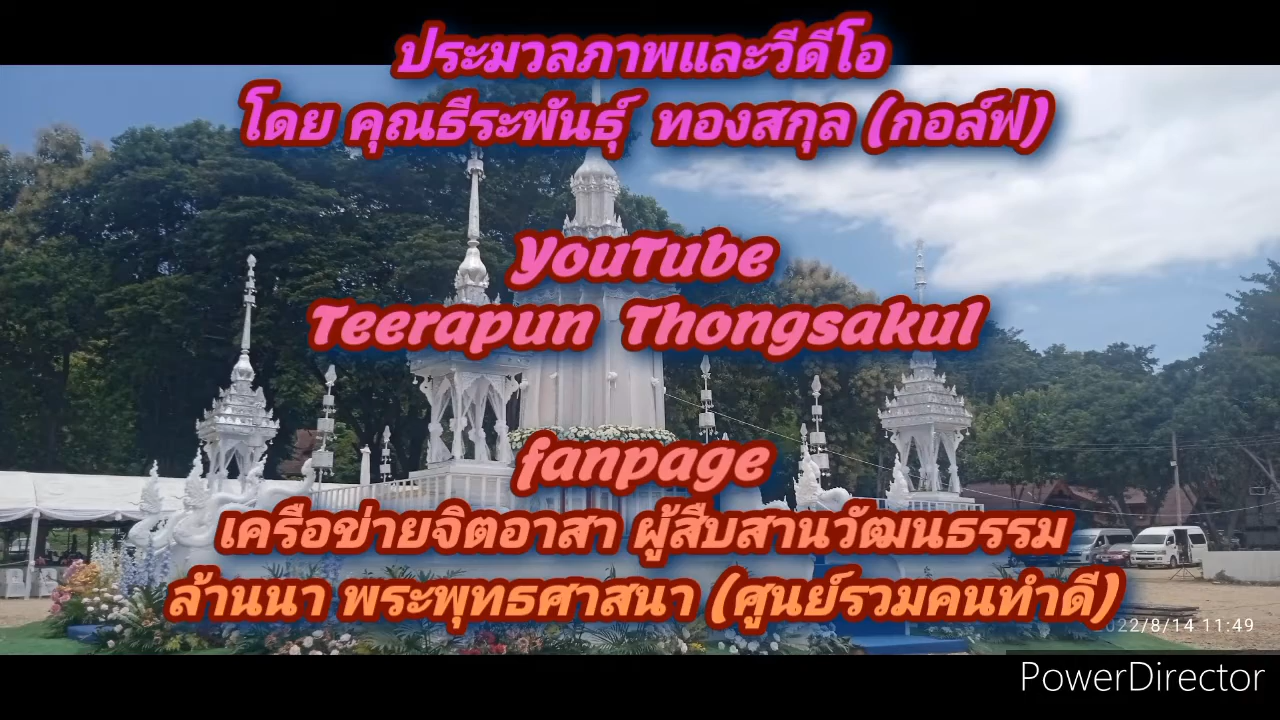 ประมวลภาพและวีดีโอ
โดย คุณธีระพันธุ์ ทองสกุล (กอล์ฟ)
YouTube
Teerapun Thongsakul
fanpage
เครือข่ายจิตอาสา ผู้สืบสานวัฒนธรรม
ล้านนา พระพุทธศาสนา (ศูนย์รวมคนทำดี)
2022/8/14 11:49
PowerDirector